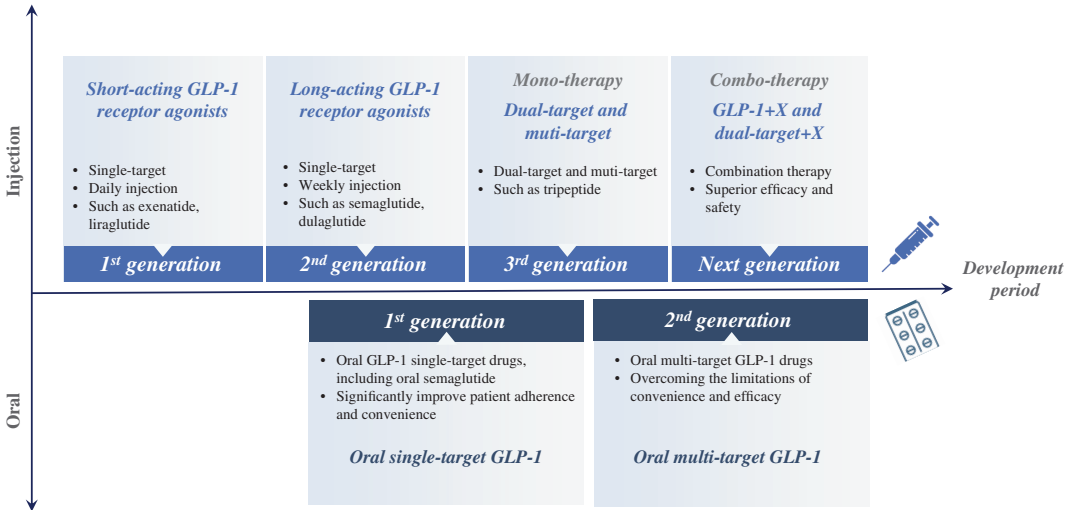 Injection
Short-acting GLP-1
receptor agonists
• Single-target
• Daily injection
• Such as exenatide,
liraglutide
1st generation
Long-acting GLP-1
receptor agonists
• Single-target
• Weekly injection
• Such as semaglutide,
dulaglutide
2nd generation
Mono-therapy
Dual-target and
muti-target
• Dual-target and muti-target
• Such as tripeptide
3rd generation
Combo-therapy
GLP-1+X and
dual-target+X
• Combination therapy
• Superior efficacy and
safety
Next generation
Development
period
Oral
1st generation
• Oral GLP-1 single-target drugs,
including oral semaglutide
• Significantly improve patient adherence
and convenience
Oral single-target GLP-1
2nd generation
• Oral multi-target GLP-1 drugs
• Overcoming the limitations of
convenience and efficacy
Oral multi-target GLP-1